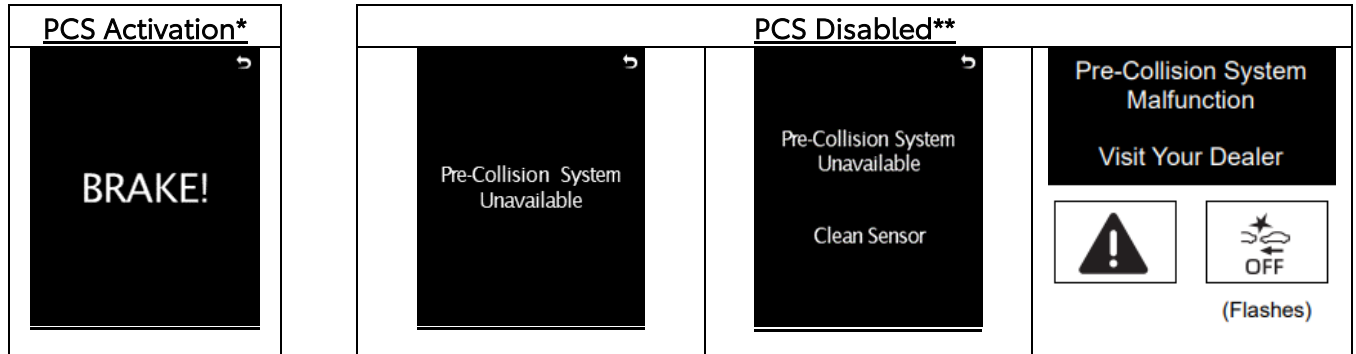 PCS Activation*
PCS Disabled**
BRAKE!
Pre-Collision System
Unavailable
Pre-Collision System
Unavailable
Clean Sensor
Pre-Collision System
Malfunction
Visit Your Dealer
!
OFF
(Flashes)